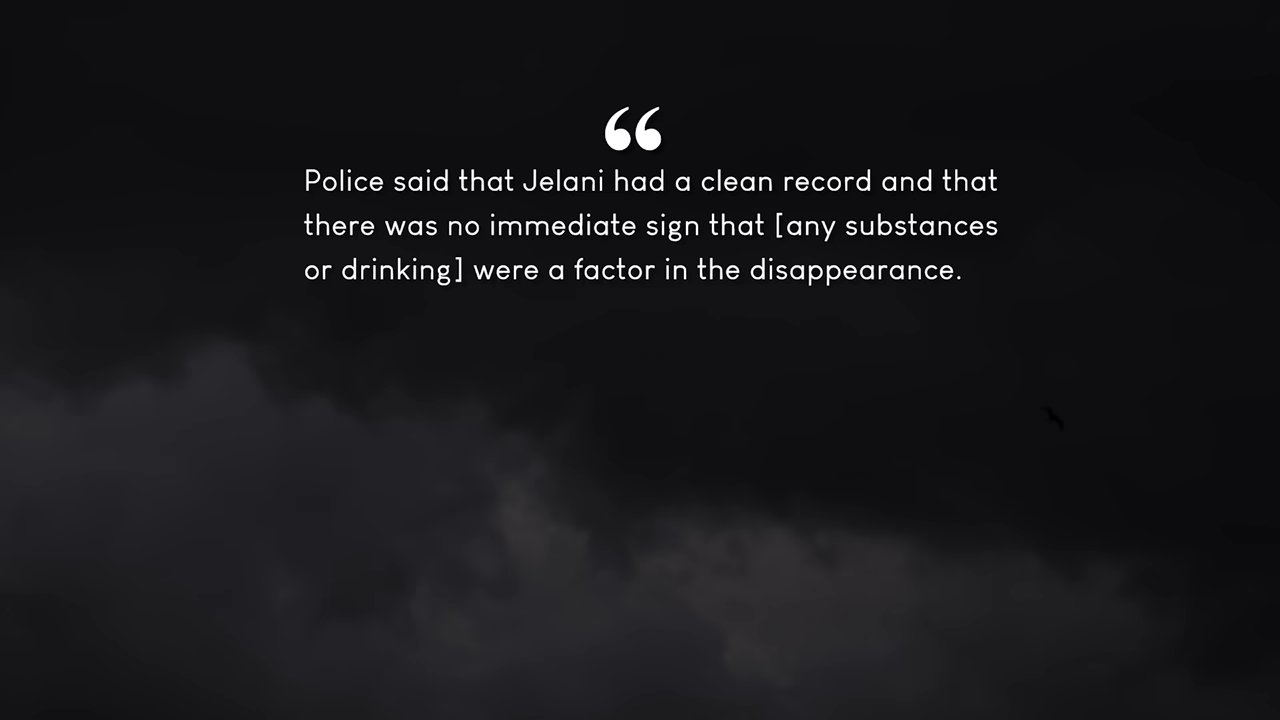 “
Police said that Jelani had a clean record and that
there was no immediate sign that [any substances
or drinking] were a factor in the disappearance.